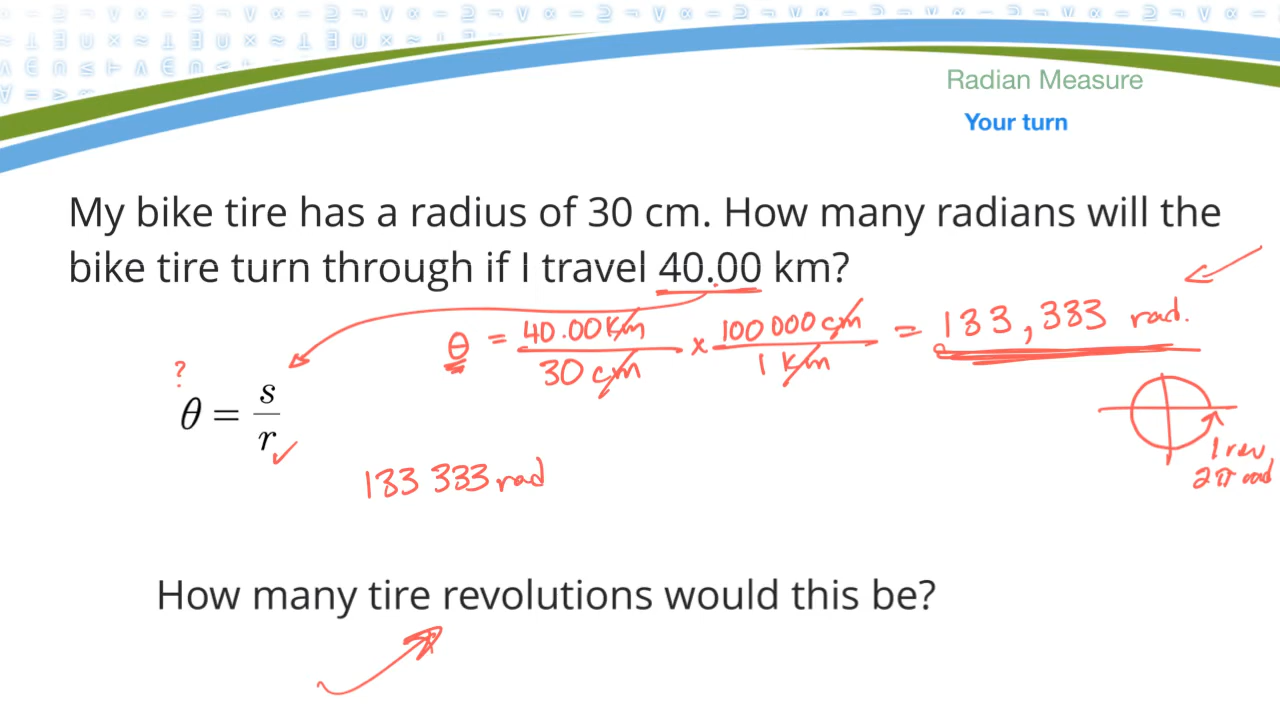 Radian Measure
Your turn
My bike tire has a radius of 30 cm. How many radians will the
bike tire turn through if I travel 40.00 km?
θ = 40.00 km / 30 cm × 100 000 cm / 1 km = 133,333 rad.
?
θ = s / r
1 rev
2π rad
133 333 rad
How many tire revolutions would this be?